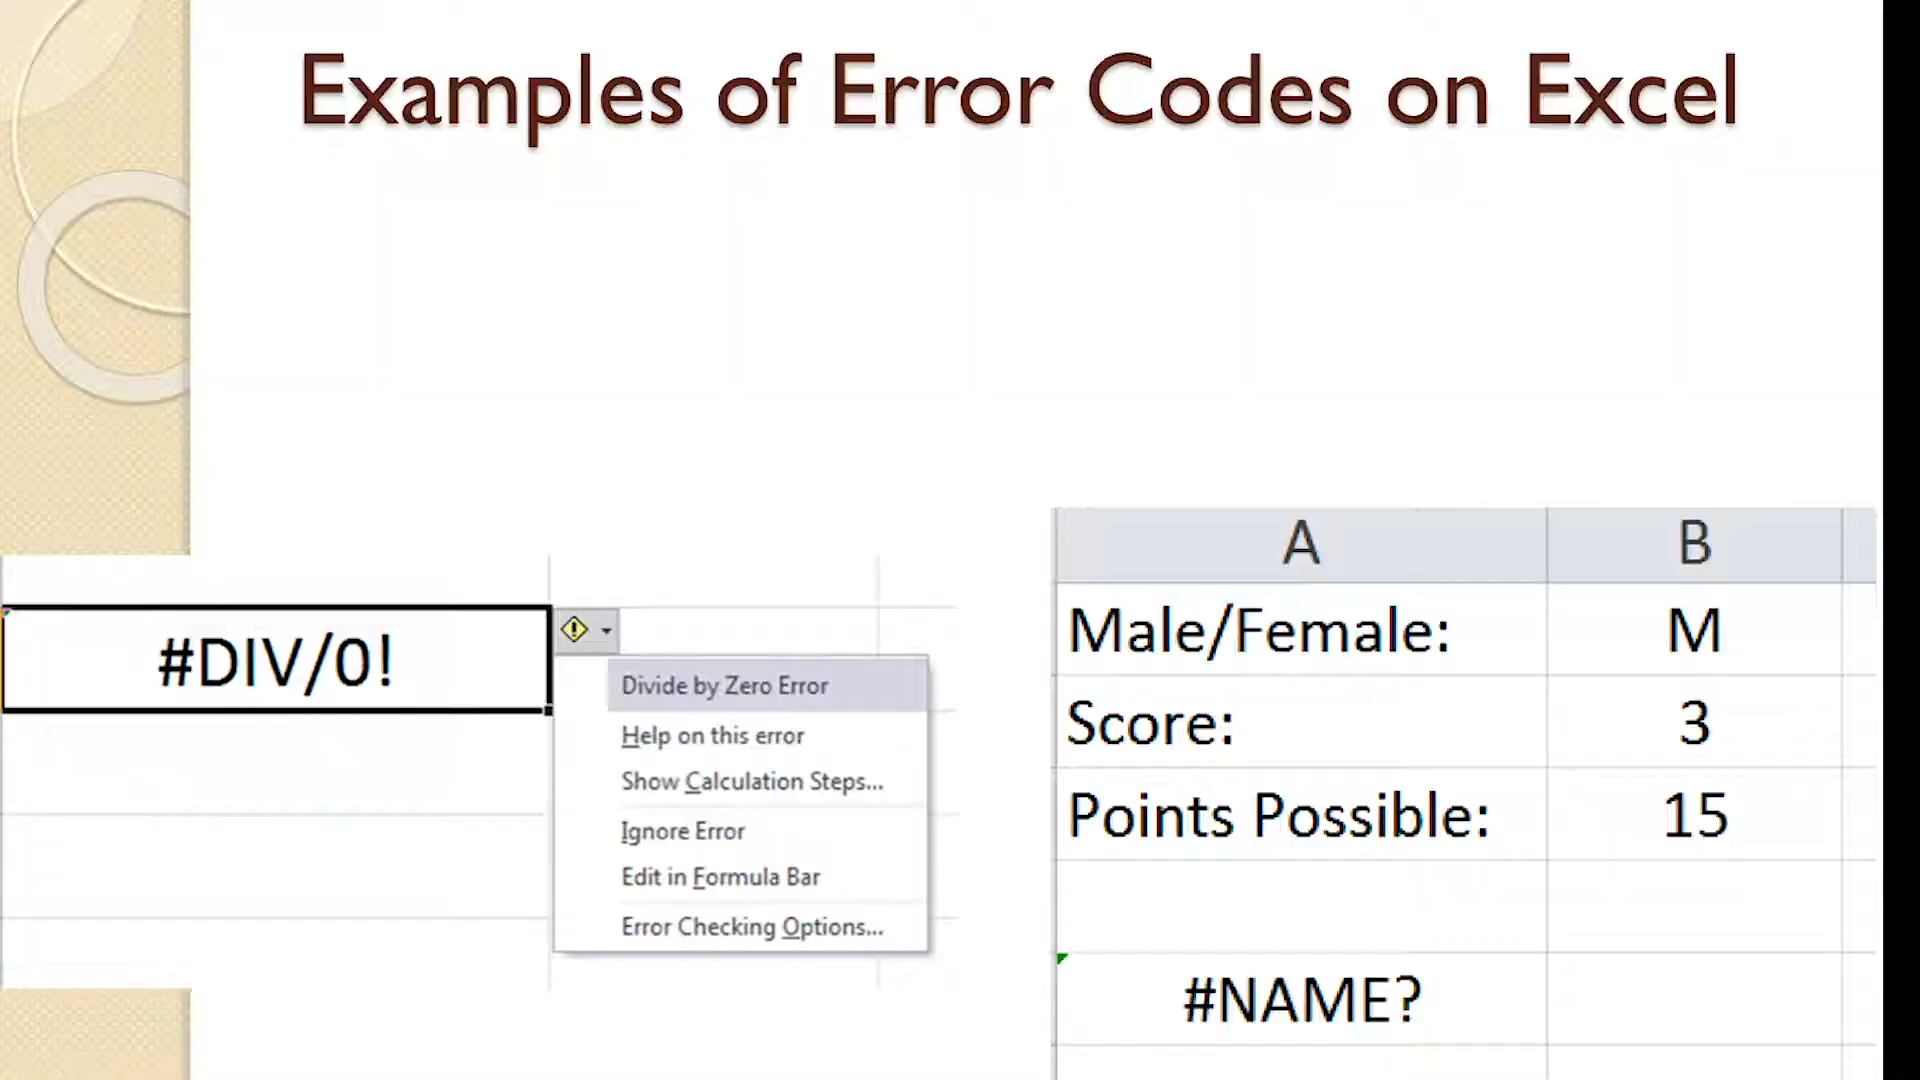 Examples of Error Codes on Excel
#DIV/0!
Divide by Zero Error
Help on this error
Show Calculation Steps...
Ignore Error
Edit in Formula Bar
Error Checking Options...
A B
Male/Female: M
Score: 3
Points Possible: 15
#NAME?